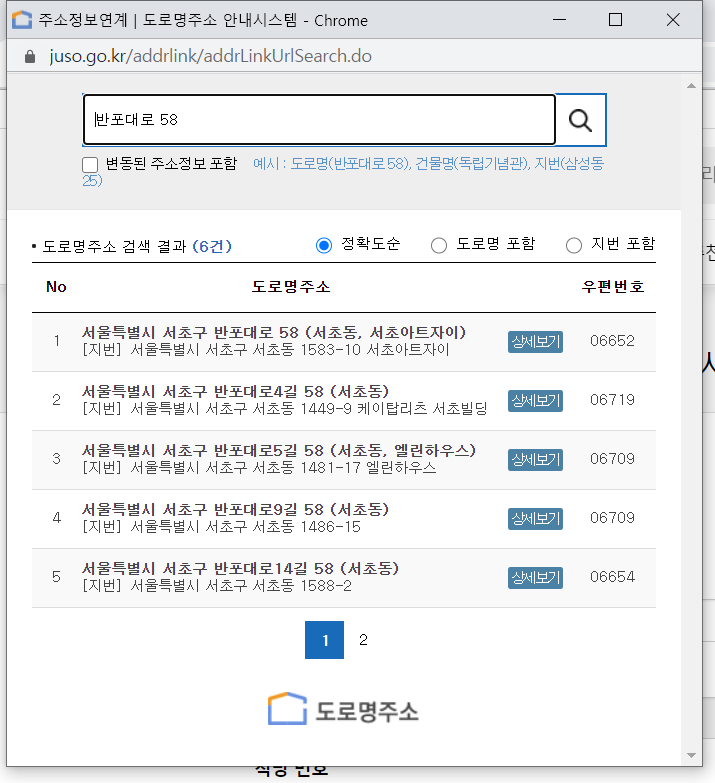 주소정보연계 | 도로명주소 안내시스템 - Chrome
juso.go.kr/addrlink/addrLinkUrlSearch.do
반포대로 58
변동된 주소정보 포함 예시 : 도로명(반포대로 58), 건물명(독립기념관), 지번(삼성동
25)
• 도로명주소 검색 결과 (6건) 정확도순 도로명 포함 지번 포함
No 도로명주소 우편번호
1 서울특별시 서초구 반포대로 58 (서초동, 서초아트자이) 상세보기 06652
[지번] 서울특별시 서초구 서초동 1583-10 서초아트자이
2 서울특별시 서초구 반포대로4길 58 (서초동) 상세보기 06719
[지번] 서울특별시 서초구 서초동 1449-9 케이탑리츠 서초빌딩
3 서울특별시 서초구 반포대로5길 58 (서초동, 엘린하우스) 상세보기 06709
[지번] 서울특별시 서초구 서초동 1481-17 엘린하우스
4 서울특별시 서초구 반포대로9길 58 (서초동) 상세보기 06709
[지번] 서울특별시 서초구 서초동 1486-15
5 서울특별시 서초구 반포대로14길 58 (서초동) 상세보기 06654
[지번] 서울특별시 서초구 서초동 1588-2
1 2
도로명주소